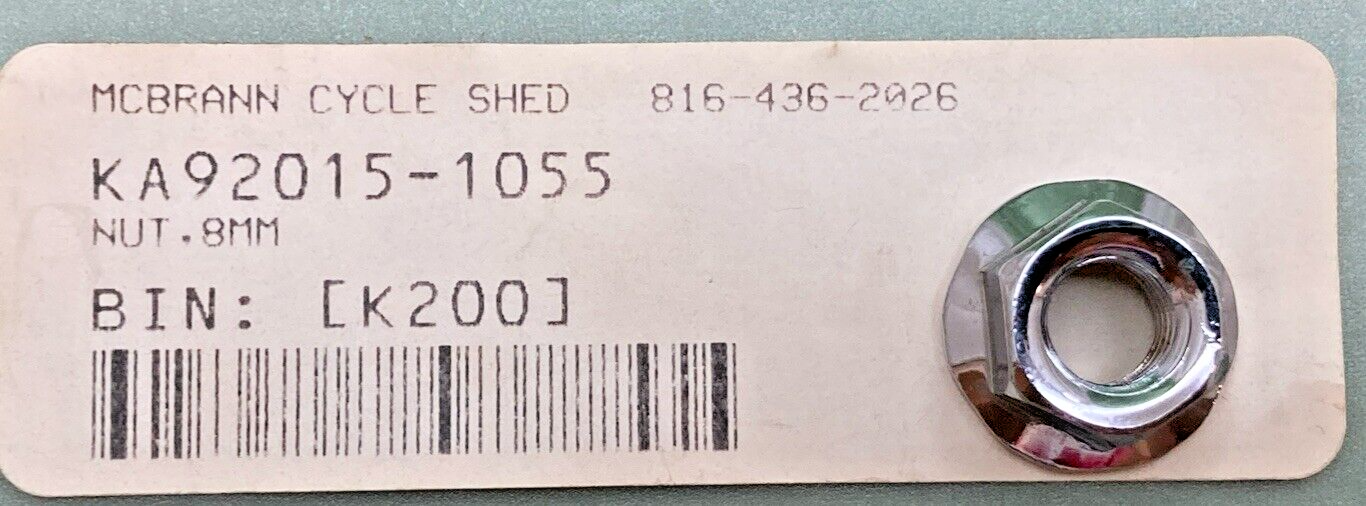 MCBRANN CYCLE SHED 816-436-2026
KA92015-1055
NUT.8MM
BIN: [K200]